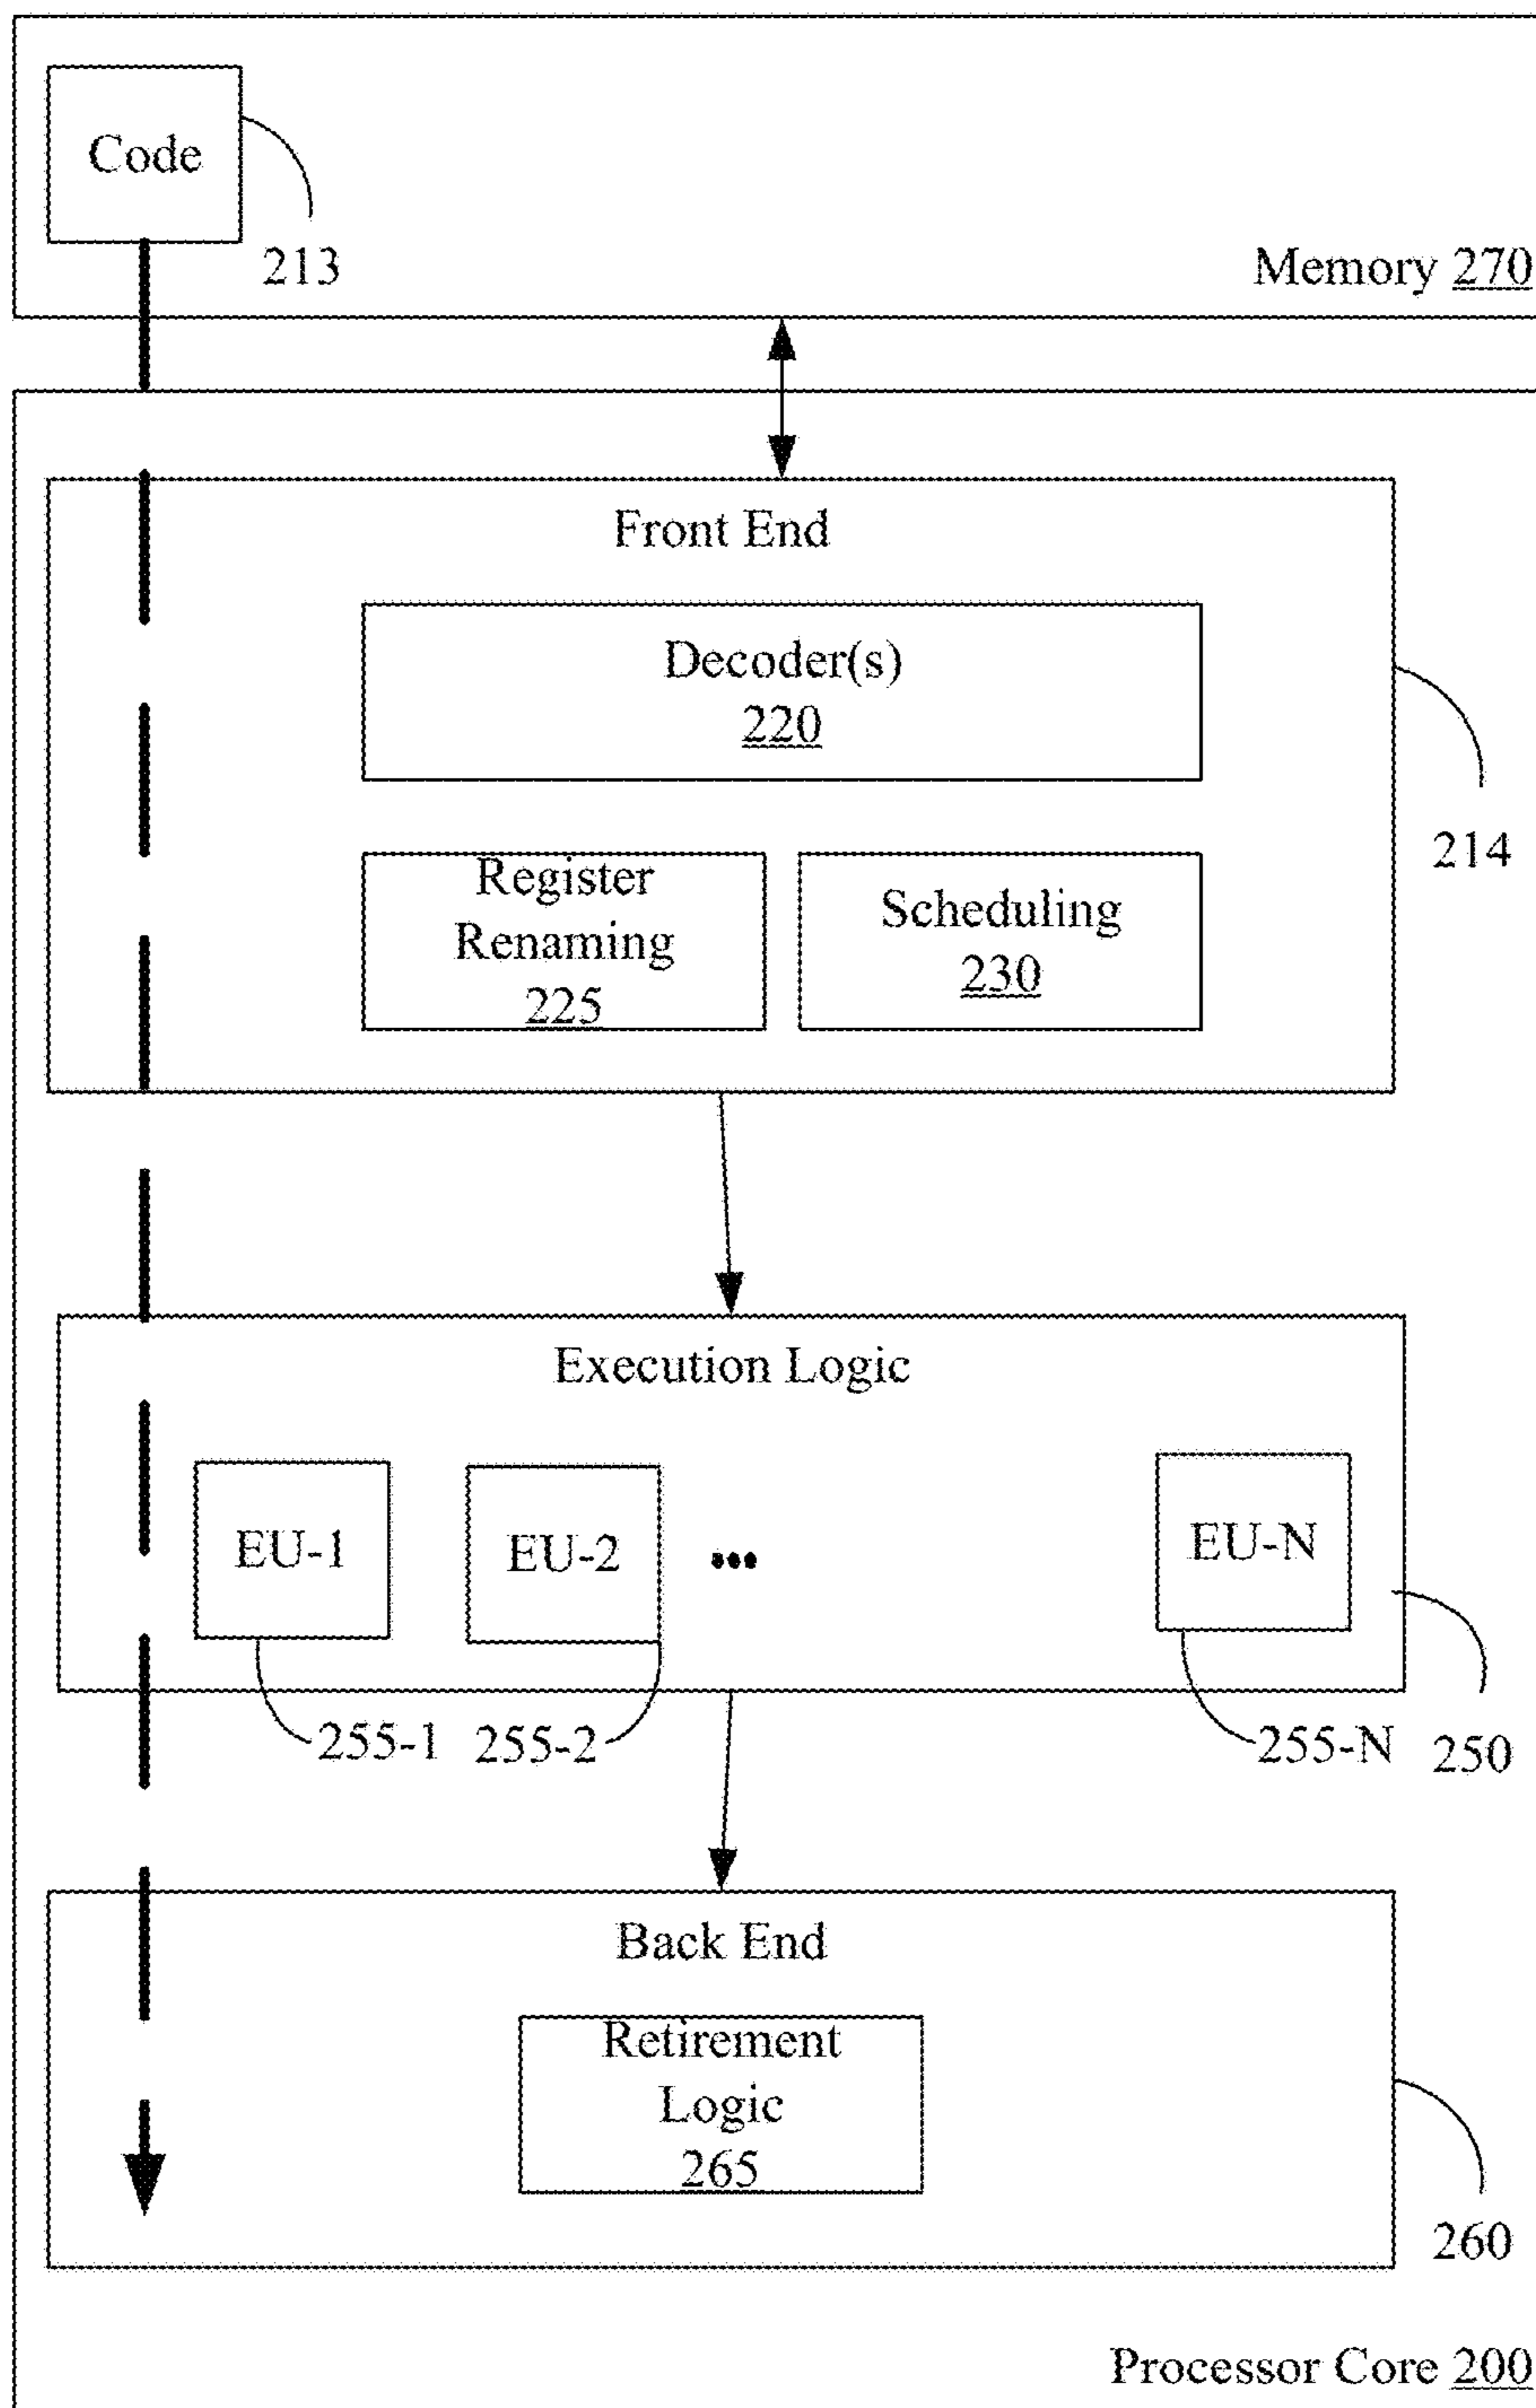 Code
213
Memory 270
Front End
Decoder(s)
220
214
Register
Renaming
225
Scheduling
230
Execution Logic
EU-1
EU-2
•••
EU-N
255-1
255-2
255-N
250
Back End
Retirement
Logic
265
260
Processor Core 200